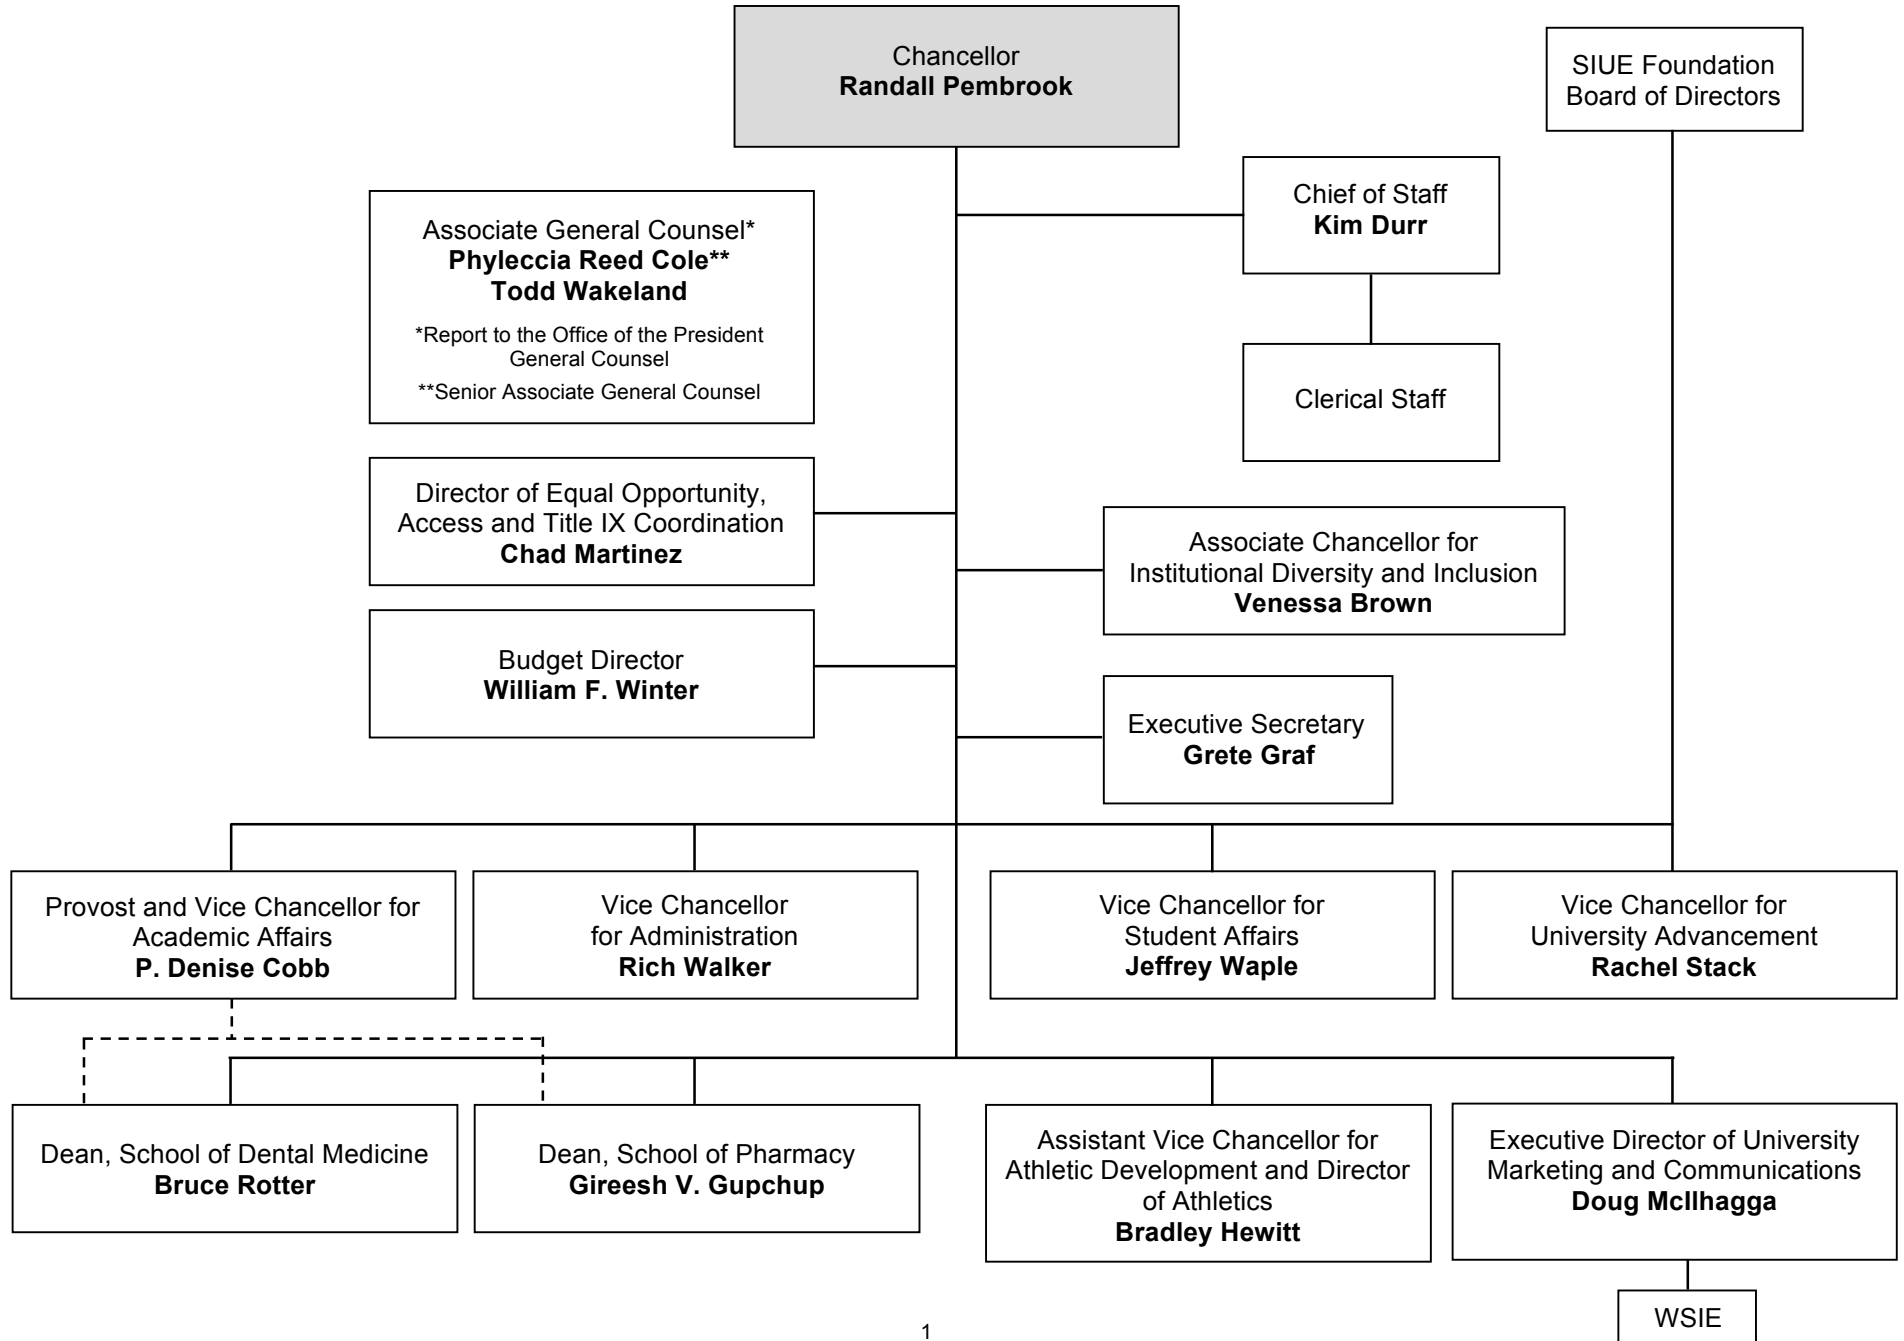 Chancellor
Randall Pembrook
SIUE Foundation
Board of Directors
Chief of Staff
Kim Durr
Associate General Counsel*
Phyleccia Reed Cole**
Todd Wakeland
*Report to the Office of the President
General Counsel
**Senior Associate General Counsel
Clerical Staff
Director of Equal Opportunity,
Access and Title IX Coordination
Chad Martinez
Associate Chancellor for
Institutional Diversity and Inclusion
Venessa Brown
Budget Director
William F. Winter
Executive Secretary
Grete Graf
Provost and Vice Chancellor for
Academic Affairs
P. Denise Cobb
Vice Chancellor
for Administration
Rich Walker
Vice Chancellor for
Student Affairs
Jeffrey Waple
Vice Chancellor for
University Advancement
Rachel Stack
Dean, School of Dental Medicine
Bruce Rotter
Dean, School of Pharmacy
Gireesh V. Gupchup
Assistant Vice Chancellor for
Athletic Development and Director
of Athletics
Bradley Hewitt
Executive Director of University
Marketing and Communications
Doug McIlhagga
WSIE
1